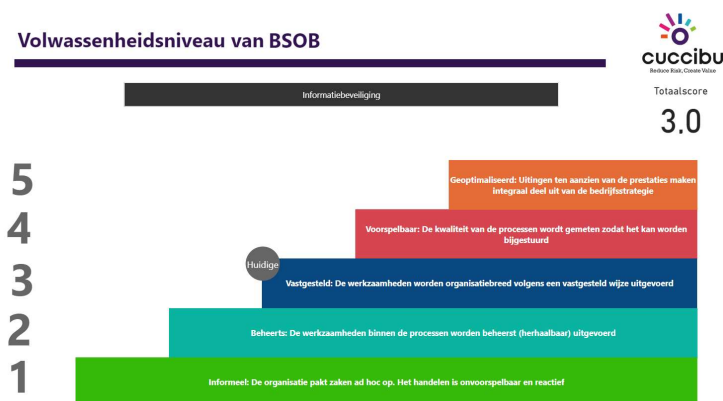 Volwassenheidsniveau van BSOB
cuccibu
Reduce Risk, Create Value
Informatiebeveiliging
Totaalscore
3.0
5
Geoptimaliseerd: Uitingen ten aanzien van de prestaties maken
integraal deel uit van de bedrijfsstrategie
4
Voorspelbaar: De kwaliteit van de processen wordt gemeten zodat het kan worden
bijgestuurd
Huidige
3
Vastgesteld: De werkzaamheden worden organisatiebreed volgens een vastgesteld wijze uitgevoerd
2
Beheerts: De werkzaamheden binnen de processen worden beheerst (herhaalbaar) uitgevoerd
1
Informeel: De organisatie pakt zaken ad hoc op. Het handelen is onvoorspelbaar en reactief